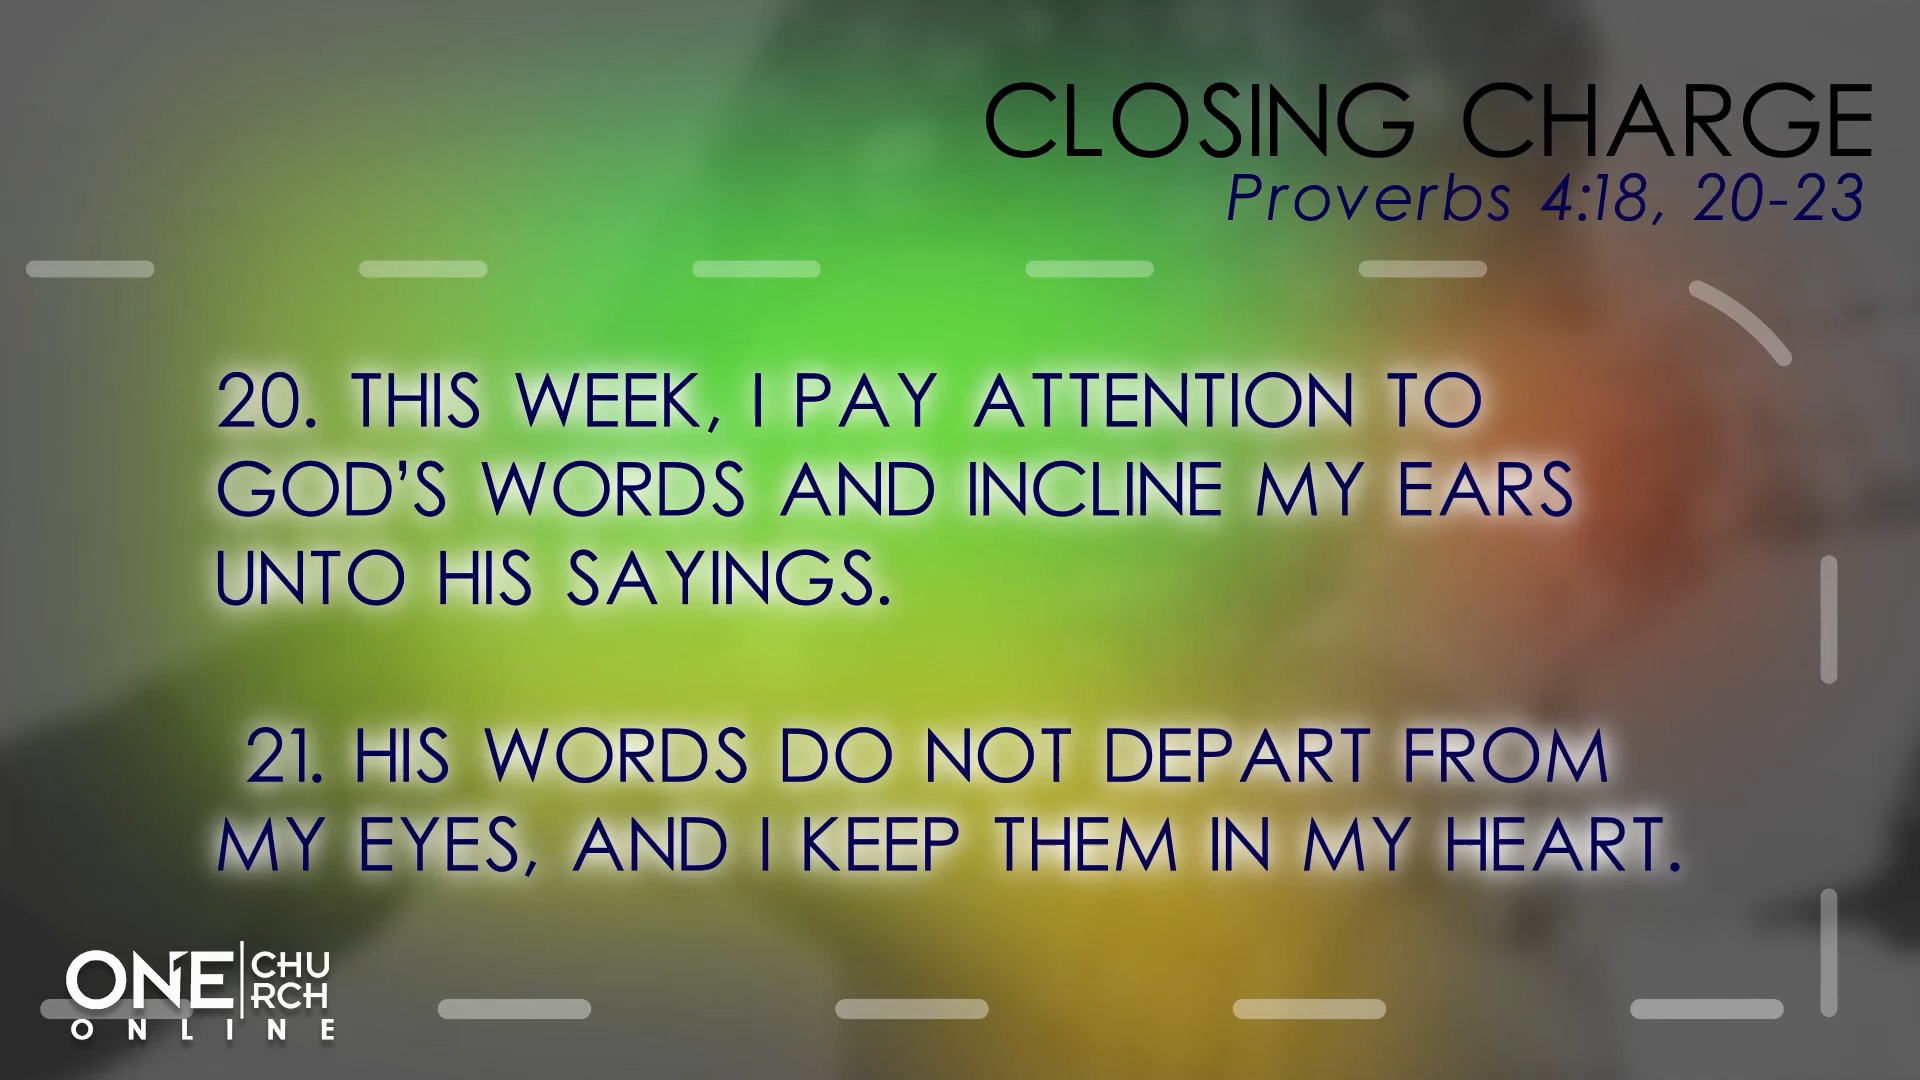 CLOSING CHARGE
Proverbs 4:18, 20-23
20. THIS WEEK, I PAY ATTENTION TO
GOD’S WORDS AND INCLINE MY EARS
UNTO HIS SAYINGS.
21. HIS WORDS DO NOT DEPART FROM
MY EYES, AND I KEEP THEM IN MY HEART.
ONE CHU
RCH
ONLINE